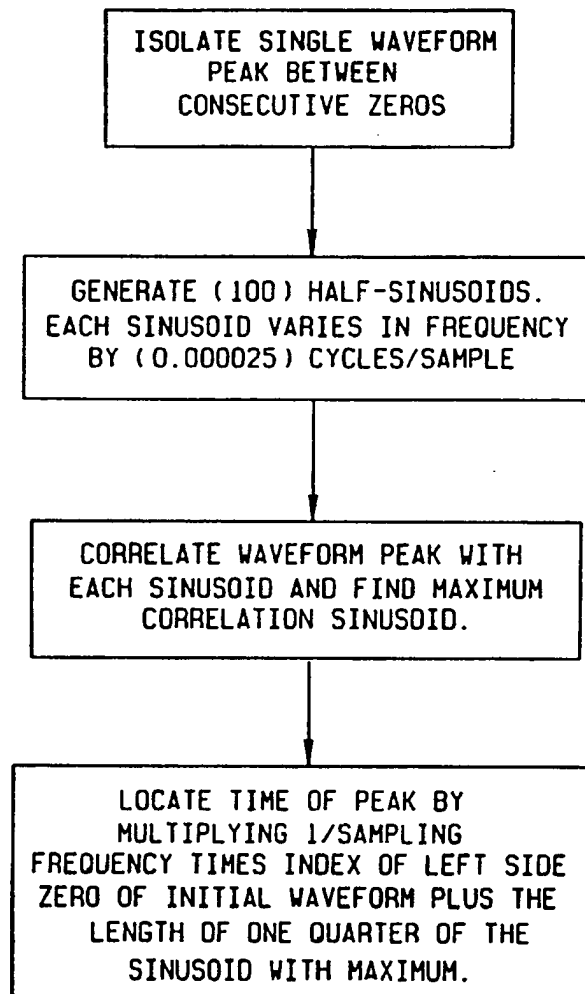 ISOLATE SINGLE WAVEFORM
PEAK BETWEEN
CONSECUTIVE ZEROS
GENERATE (100) HALF-SINUSOIDS.
EACH SINUSOID VARIES IN FREQUENCY
BY (0.000025) CYCLES/SAMPLE
CORRELATE WAVEFORM PEAK WITH
EACH SINUSOID AND FIND MAXIMUM
CORRELATION SINUSOID.
LOCATE TIME OF PEAK BY
MULTIPLYING 1/SAMPLING
FREQUENCY TIMES INDEX OF LEFT SIDE
ZERO OF INITIAL WAVEFORM PLUS THE
LENGTH OF ONE QUARTER OF THE
SINUSOID WITH MAXIMUM.